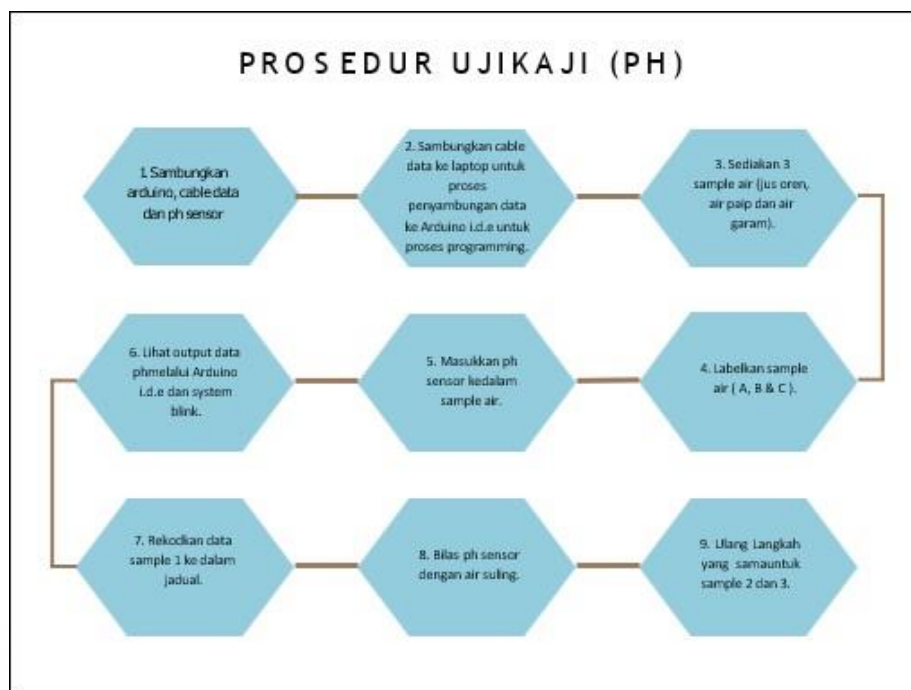 PROSEDUR UJIKAJI (PH)
1. Sambungkan
arduino, cable data
dan ph sensor
2. Sambungkan cable
data ke laptop untuk
proses
penyambungan data
ke Arduino i.d.e untuk
proses programming.
3. Sediakan 3
sample air (jus oren,
air paip dan air
garam).
4. Labelkan sample
air ( A, B & C ).
5. Masukkan ph
sensor kedalam
sample air.
6. Lihat output data
phmelalui Arduino
i.d.e dan system
blink.
7. Rekodkan data
sample 1 ke dalam
jadual.
8. Bilas ph sensor
dengan air suling.
9. Ulang Langkah
yang samauntuk
sample 2 dan 3.